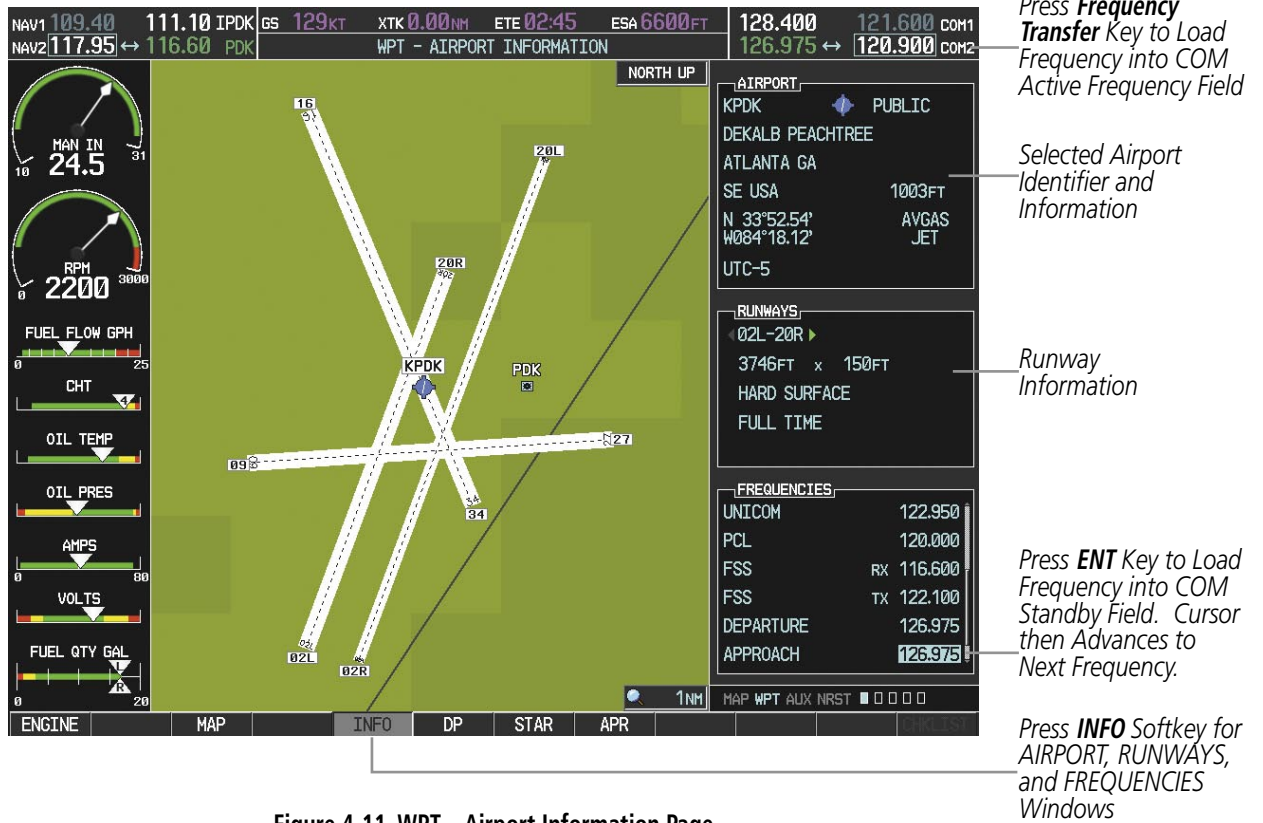 NAV1 109.40 111.10 IPDK GS 129KT XTK 0.00NM ETE 02:45 ESA 6600FT 128.400 121.600 COM1
NAV2 117.95 ↔ 116.60 PDK WPT - AIRPORT INFORMATION 126.975 ↔ 120.900 COM2
NORTH UP
MAN IN
24.5
10 31
RPM
2200
0 3000
FUEL FLOW GPH
0 25
CHT
4
OIL TEMP
OIL PRES
AMPS
0 80
VOLTS
FUEL QTY GAL
L
R
0 20
16
16
20L
20R
20R
KPDK
PDK
27
27
09
09
34
34
02L
02L
02R
1NM
AIRPORT
KPDK PUBLIC
DEKALB PEACHTREE
ATLANTA GA
SE USA 1003FT
N 33°52.54' AVGAS
W084°18.12' JET
UTC-5
RUNWAYS
02L-20R
3746FT x 150FT
HARD SURFACE
FULL TIME
FREQUENCIES
UNICOM 122.950
PCL 120.000
FSS RX 116.600
FSS TX 122.100
DEPARTURE 126.975
APPROACH 126.975
MAP WPT AUX NRST
ENGINE MAP INFO DP STAR APR CHKLIST
Press Frequency
Transfer Key to Load
Frequency into COM
Active Frequency Field
Selected Airport
Identifier and
Information
Runway
Information
Press ENT Key to Load
Frequency into COM
Standby Field. Cursor
then Advances to
Next Frequency.
Press INFO Softkey for
AIRPORT, RUNWAYS,
and FREQUENCIES
Windows
Figure 4-11 WPT – Airport Information Page